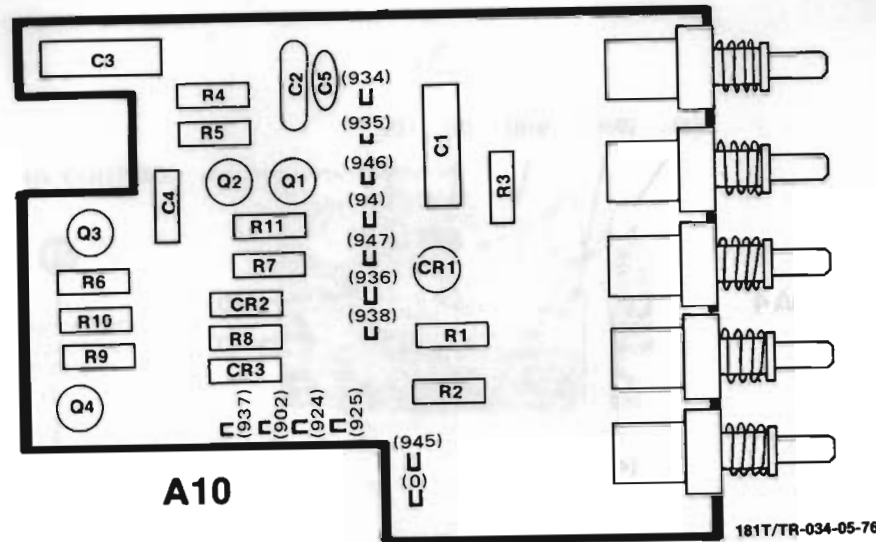 C3
C2
C5
(934)
R4
C1
(935)
R5
(946)
R3
Q2
Q1
C4
(94)
R11
Q3
(947)
R7
CR1
R6
(936)
CR2
R10
(938)
R8
R1
R9
CR3
R2
Q4
(937)
(902)
(924)
(925)
(945)
(0)
A10
181T/TR-034-05-76